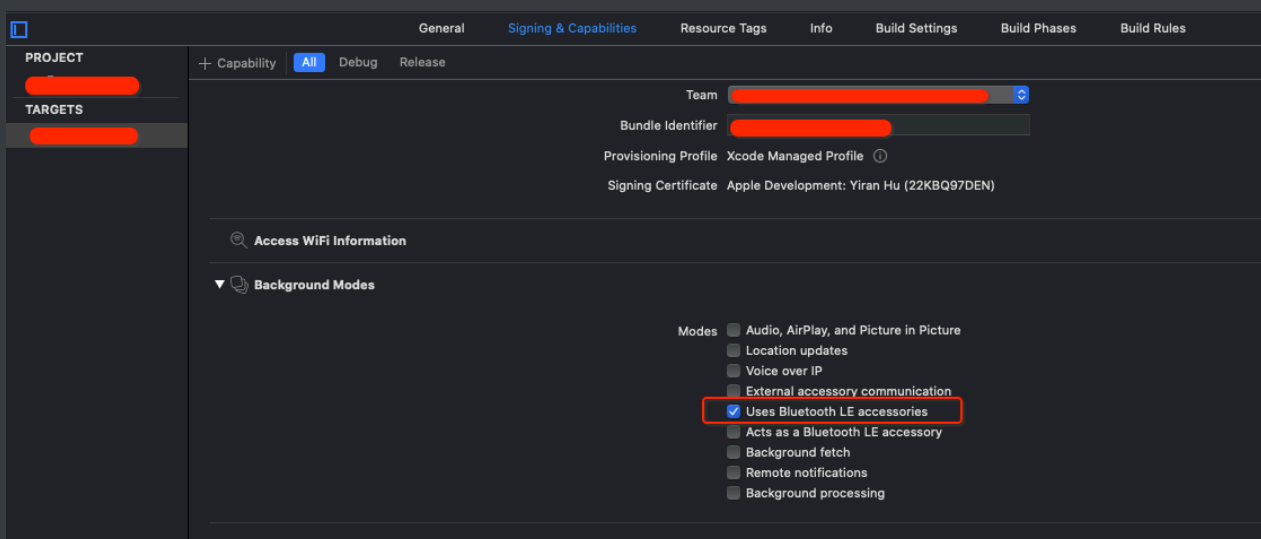 General Signing & Capabilities Resource Tags Info Build Settings Build Phases Build Rules
PROJECT
TARGETS
+ Capability All Debug Release
Team
Bundle Identifier
Provisioning Profile Xcode Managed Profile
Signing Certificate Apple Development: Yiran Hu (22KBQ97DEN)
Access WiFi Information
Background Modes
Modes Audio, AirPlay, and Picture in Picture
Location updates
Voice over IP
External accessory communication
Uses Bluetooth LE accessories
Acts as a Bluetooth LE accessory
Background fetch
Remote notifications
Background processing